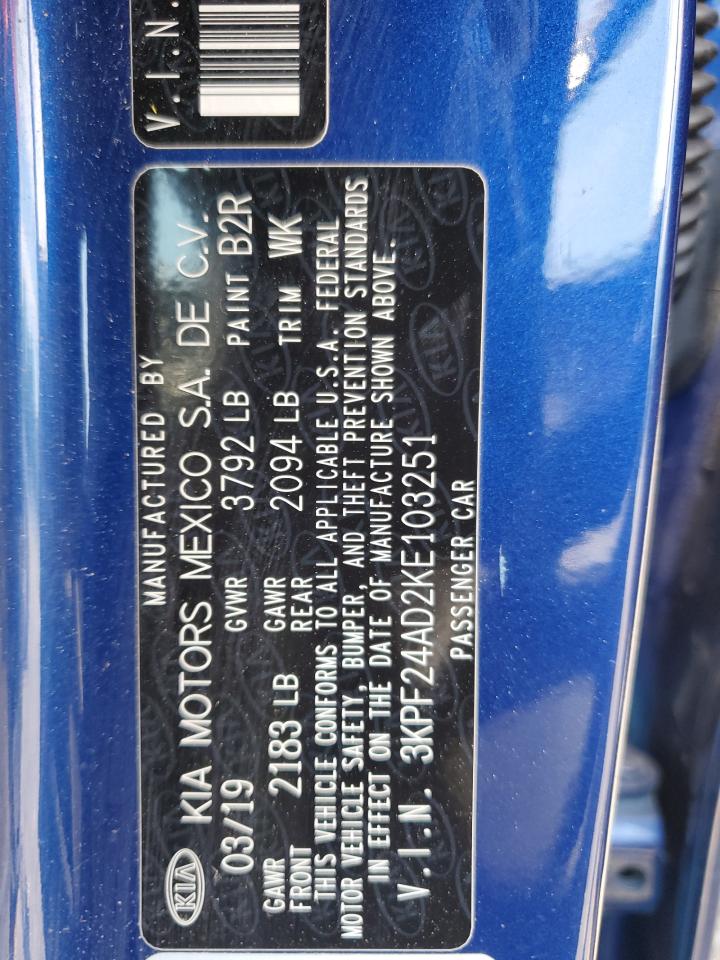 V.I.N.
MANUFACTURED BY
KIA KIA MOTORS MEXICO S.A. DE C.V.
03/19 GVWR 3792 LB PAINT B2R
GAWR FRONT 2183 LB GAWR REAR 2094 LB TRIM WK
THIS VEHICLE CONFORMS TO ALL APPLICABLE U.S.A. FEDERAL
MOTOR VEHICLE SAFETY, BUMPER, AND THEFT PREVENTION STANDARDS
IN EFFECT ON THE DATE OF MANUFACTURE SHOWN ABOVE.
V.I.N. 3KPF24AD2KE103251
PASSENGER CAR